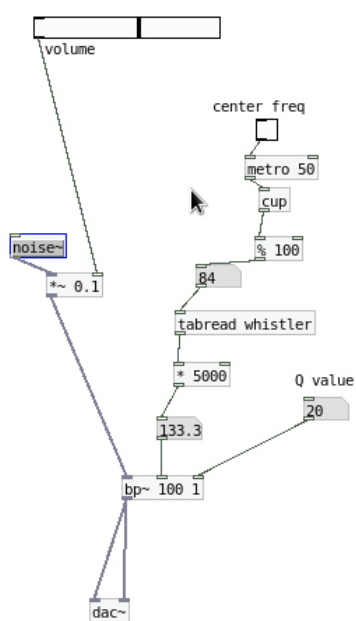 volume
center freq
metro 50
cup
% 100
noise~
84
*~ 0.1
tabread whistler
* 5000
Q value
20
133.3
bp~ 100 1
dac~